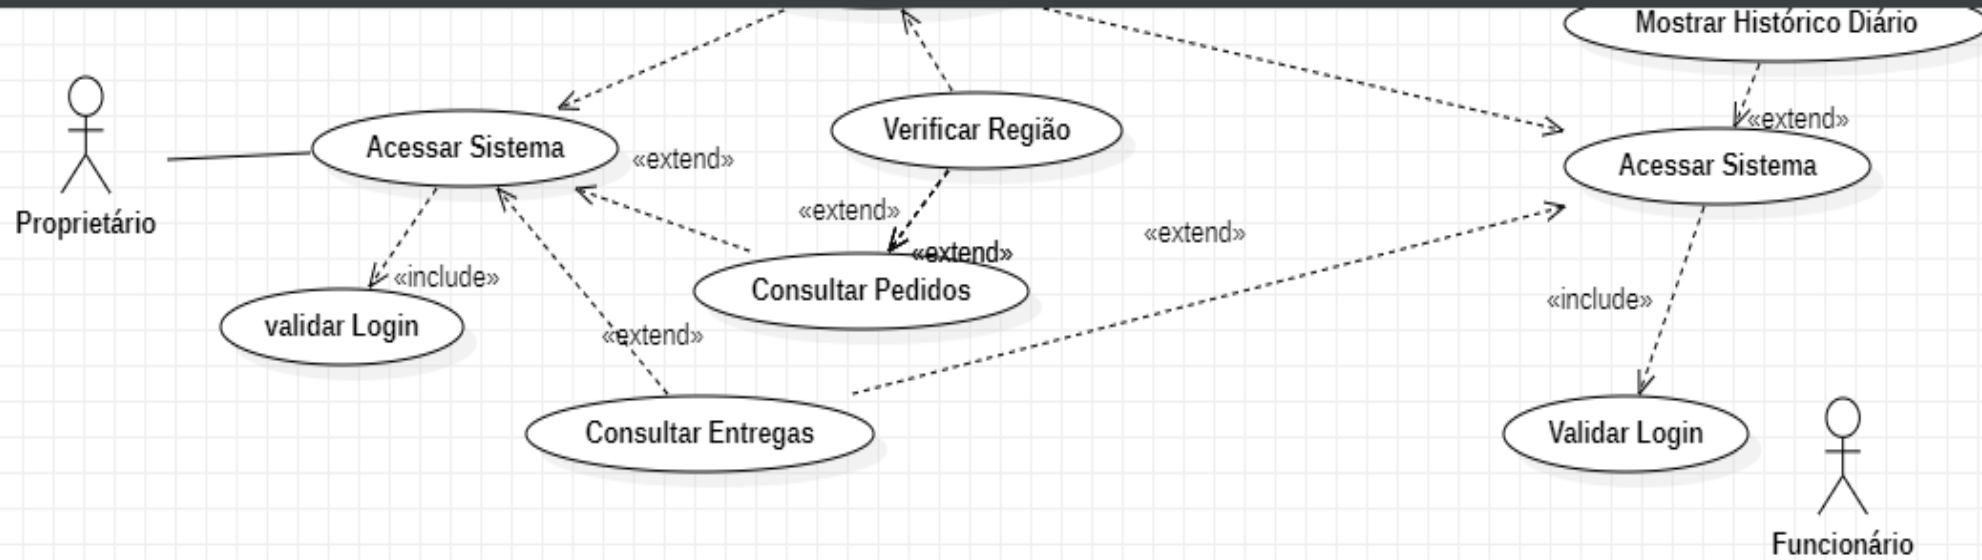 Mostrar Histórico Diário
«extend»
Verificar Região
Acessar Sistema
«extend»
Acessar Sistema
Proprietário
«extend»
«extend»
«extend»
Consultar Pedidos
«include»
«include»
validar Login
«extend»
Consultar Entregas
Validar Login
Funcionário